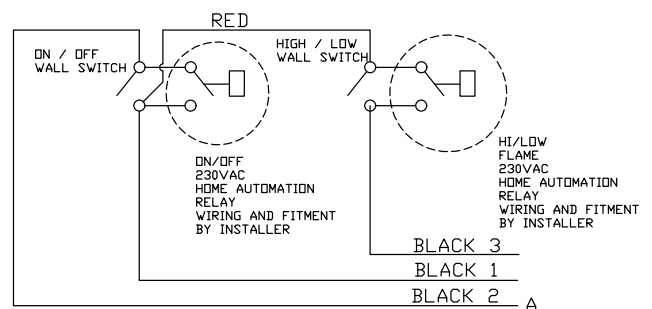 RED
ON / OFF
WALL SWITCH
HIGH / LOW
WALL SWITCH
ON/OFF
230VAC
HOME AUTOMATION
RELAY
WIRING AND FITMENT
BY INSTALLER
HI/LOW
FLAME
230VAC
HOME AUTOMATION
RELAY
WIRING AND FITMENT
BY INSTALLER
BLACK 3
BLACK 1
BLACK 2
A